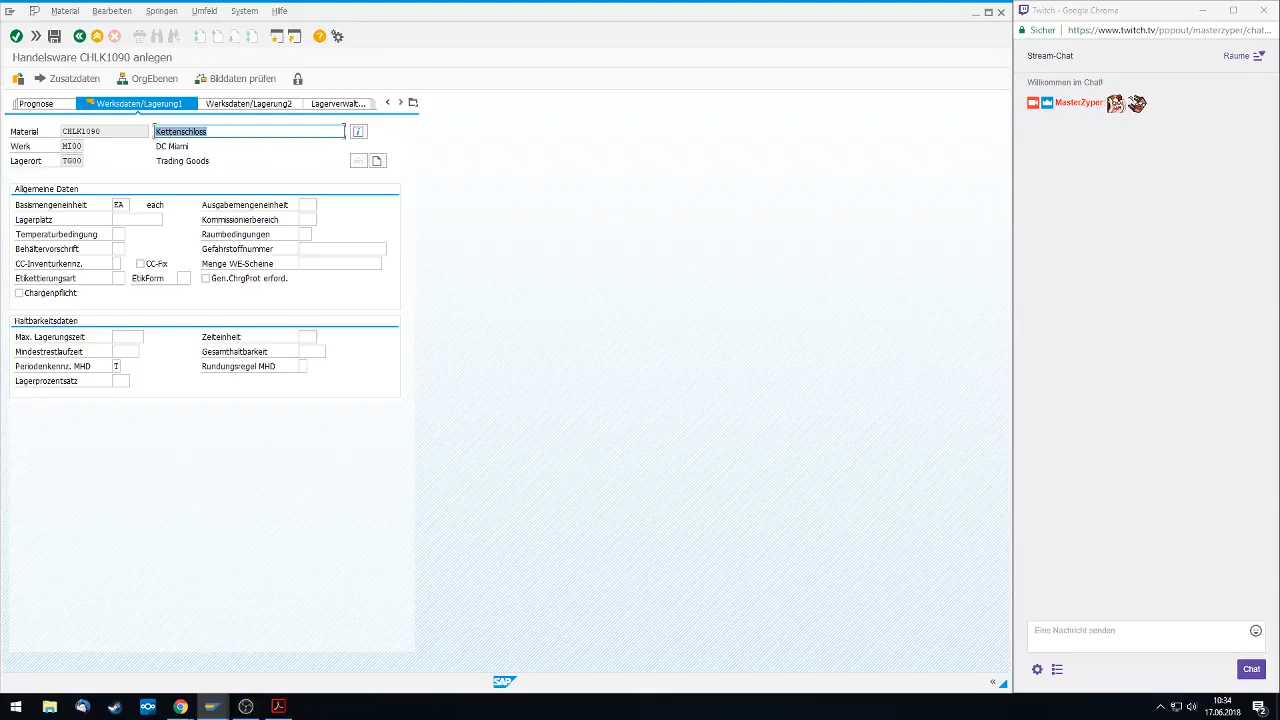 Material Bearbeiten Springen Umfeld System Hilfe
Handelsware CHLK1090 anlegen
Zusatzdaten OrgEbenen Bilddaten prüfen
Prognose Werksdaten/Lagerung1 Werksdaten/Lagerung2 Lagerverwalt...
Material CHLK1090 Kettenschloss
Werk MI00 DC Miami
Lagerort TG00 Trading Goods
Allgemeine Daten
Basismengeneinheit EA each Ausgabemengeneinheit
Lagerplatz Kommissionierbereich
Temperaturbedingung Raumbedingungen
Behältervorschrift Gefahrstoffnummer
CC-Inventurkennz. CC-Fix Menge WE-Scheine
Etikettierungsart EtikForm Gen.ChrgProt erford.
Chargenpflicht
Haltbarkeitsdaten
Max. Lagerungszeit Zeiteinheit
Mindestrestlaufzeit Gesamthaltbarkeit
Periodenkennz. MHD T Rundungsregel MHD
Lagerprozentsatz
SAP
Twitch - Google Chrome
Sicher https://www.twitch.tv/popout/masterzyper/chat...
Stream-Chat Räume
Willkommen im Chat!
MasterZyper:
Eine Nachricht senden
Chat
10:34
17.06.2018
2